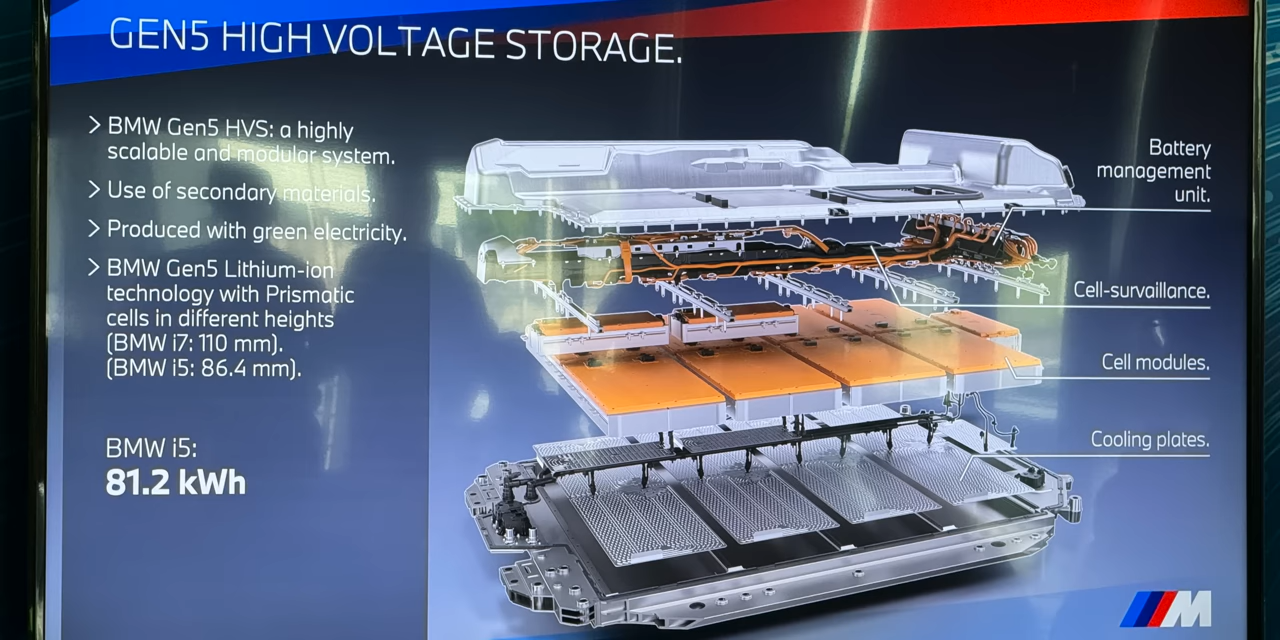 GEN5 HIGH VOLTAGE STORAGE.
> BMW Gen5 HVS: a highly
scalable and modular system.
> Use of secondary materials.
> Produced with green electricity.
> BMW Gen5 Lithium-ion
technology with Prismatic
cells in different heights
(BMW i7: 110 mm).
(BMW i5: 86.4 mm).
BMW i5:
81.2 kWh
Battery
management
unit.
Cell-survaillance.
Cell modules.
Cooling plates.
M